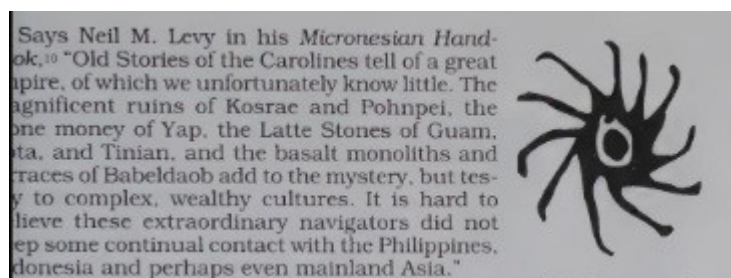 Says Neil M. Levy in his Micronesian Hand-
ok,10 "Old Stories of the Carolines tell of a great
pire, of which we unfortunately know little. The
agnificent ruins of Kosrae and Pohnpei, the
one money of Yap, the Latte Stones of Guam,
ota, and Tinian, and the basalt monoliths and
rraces of Babeldaob add to the mystery, but tes-
y to complex, wealthy cultures. It is hard to
lieve these extraordinary navigators did not
ep some continual contact with the Philippines,
donesia and perhaps even mainland Asia."